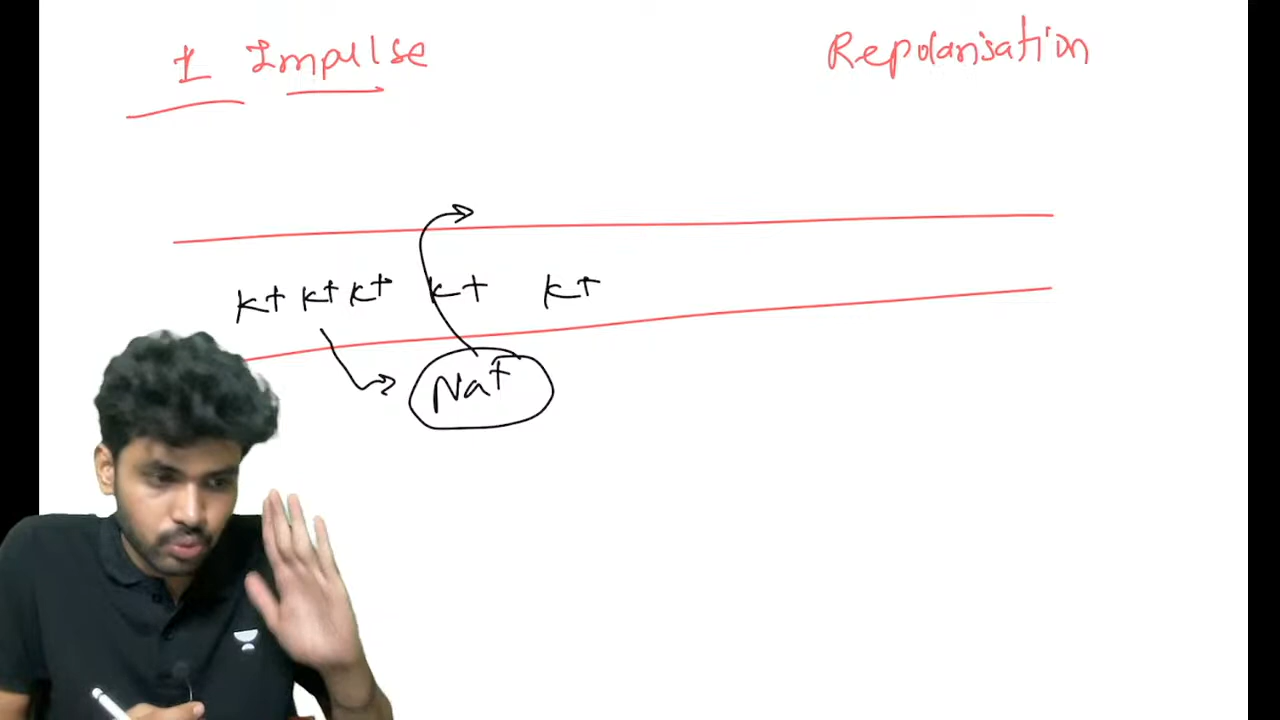 1 Impulse
Repolarisation
K+ K+ K+ K+ K+
Na+